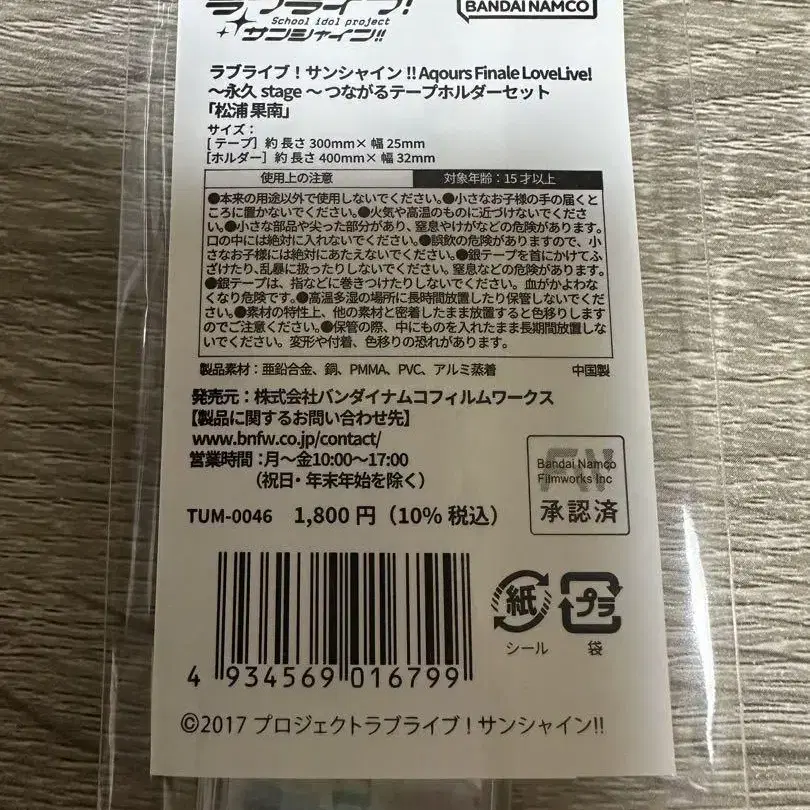 ラブライブ!
School idol project
サンシャイン!!
BANDAI NAMCO
ラブライブ！サンシャイン!! Aqours Finale LoveLive!
～永久 stage ～ つながるテープホルダーセット
「松浦 果南」
サイズ：
[ テープ］約 長さ 300mm× 幅 25mm
[ホルダー］約 長さ 400mm× 幅 32mm
使用上の注意 対象年齢：15 才以上
●本来の用途以外で使用しないでください。●小さなお子様の手の届くと
ころに置かないでください。●火気や高温のものに近づけないでくださ
い。●小さな部品や尖った部分があり、窒息やけがなどの危険があります。
口の中には絶対に入れないでください。●誤飲の危険がありますので、小
さなお子様には絶対にあたえないでください。●銀テープを首にかけてふ
ざけたり、乱暴に扱ったりしないでください。窒息などの危険があります。
●銀テープは、指などに巻きつけたりしないでください。血がかよわな
くなり危険です。●高温多湿の場所に長時間放置したり保管しないでくだ
さい。●素材の特性上、他の素材と密着したまま放置すると色移りします
のでご注意ください。●保管の際、中にものを入れたまま長期間放置しな
いでください。変形や付着、色移りの恐れがあります。
製品素材：亜鉛合金、銅、PMMA、PVC、アルミ蒸着 中国製
発売元：株式会社バンダイナムコフィルムワークス
【製品に関するお問い合わせ先】
www.bnfw.co.jp/contact/
営業時間：月～金10:00～17:00
（祝日・年末年始を除く）
Bandai Namco
Filmworks Inc
承認済
TUM-0046 1,800 円（10% 税込）
紙 プラ
シール 袋
4 934569 016799
©2017 プロジェクトラブライブ！サンシャイン!!